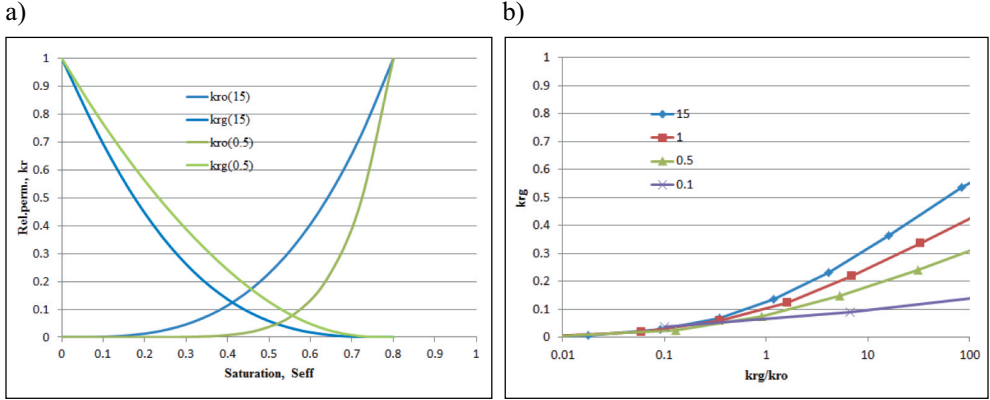 a)
b)
1
0.9
0.8
0.7
0.6
0.5
0.4
0.3
0.2
0.1
0
Rel.perm., kr
kro(15)
krg(15)
kro(0.5)
krg(0.5)
0 0.1 0.2 0.3 0.4 0.5 0.6 0.7 0.8 0.9 1
Saturation, Seff
1
0.9
0.8
0.7
0.6
0.5
0.4
0.3
0.2
0.1
0
krg
15
1
0.5
0.1
0.01 0.1 1 10 100
krg/kro